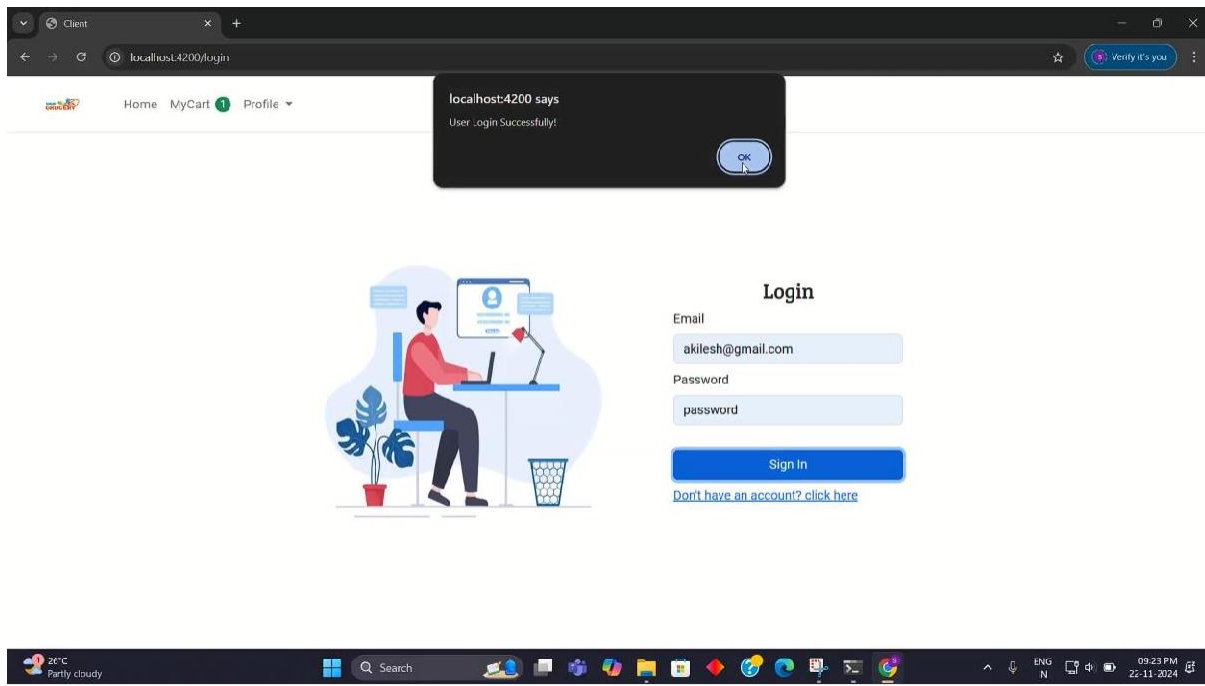 Client
localhost:4200/login
Verify it's you
GROCERY
Home MyCart 1 Profile
localhost:4200 says
User Login Successfully!
OK
Login
Email
akilesh@gmail.com
Password
password
Sign In
Don't have an account? click here
1
26°C
Partly cloudy
Search
ENG
IN
09:23 PM
22-11-2024